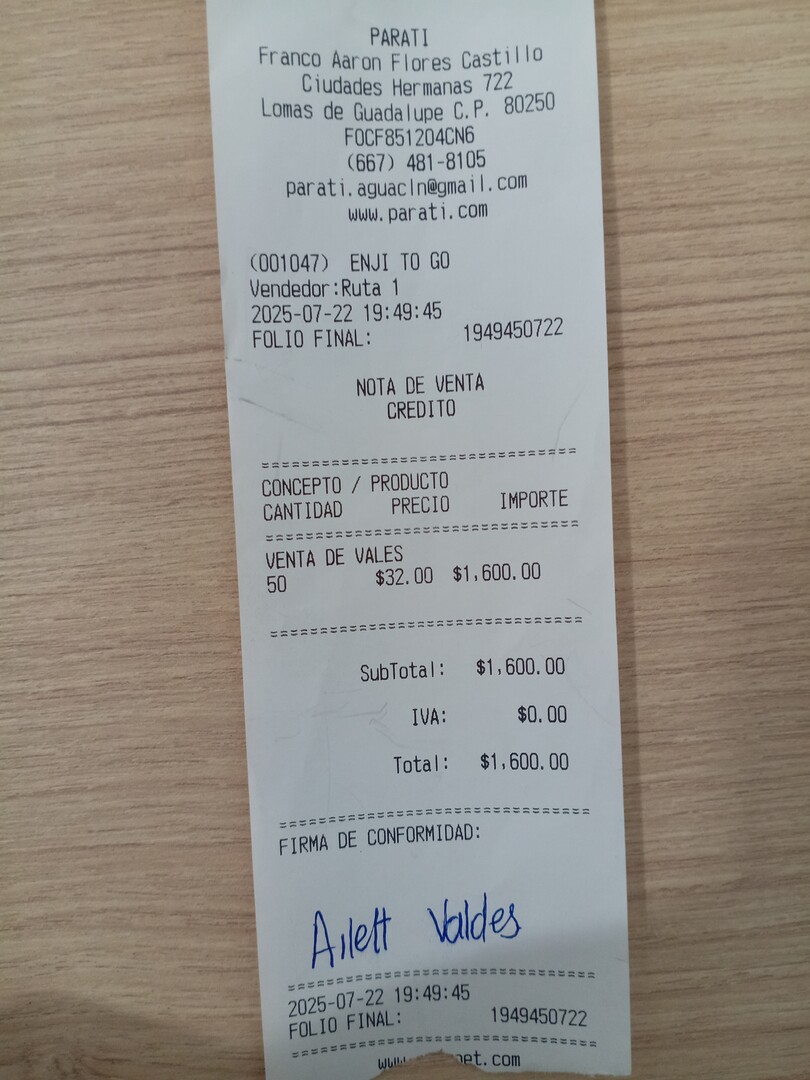 PARATI
Franco Aaron Flores Castillo
Ciudades Hermanas 722
Lomas de Guadalupe C.P. 80250
FOCF851204CN6
(667) 481-8105
parati.aguacln@gmail.com
www.parati.com
(001047) ENJI TO GO
Vendedor:Ruta 1
2025-07-22 19:49:45
FOLIO FINAL: 1949450722
NOTA DE VENTA
CREDITO
==============================
CONCEPTO / PRODUCTO
CANTIDAD PRECIO IMPORTE
==============================
VENTA DE VALES
50 $32.00 $1,600.00
==============================
SubTotal: $1,600.00
IVA: $0.00
Total: $1,600.00
==============================
FIRMA DE CONFORMIDAD:
Ailett Valdes
==============================
2025-07-22 19:49:45
FOLIO FINAL: 1949450722
==============================